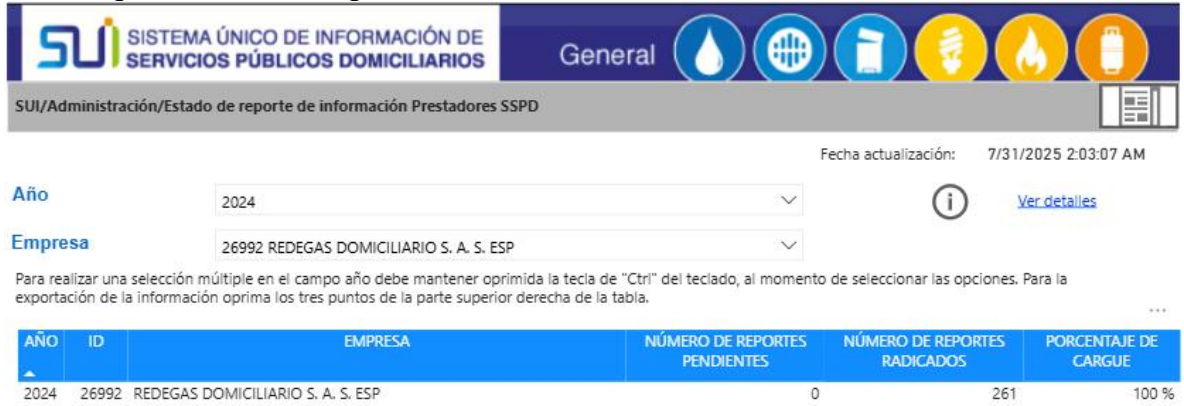 SUI SISTEMA ÚNICO DE INFORMACIÓN DE
SERVICIOS PÚBLICOS DOMICILIARIOS
General
SUI/Administración/Estado de reporte de información Prestadores SSPD
Fecha actualización: 7/31/2025 2:03:07 AM
Año 2024 Ver detalles
Empresa 26992 REDEGAS DOMICILIARIO S. A. S. ESP
Para realizar una selección múltiple en el campo año debe mantener oprimida la tecla de "Ctrl" del teclado, al momento de seleccionar las opciones. Para la
exportación de la información oprima los tres puntos de la parte superior derecha de la tabla.
AÑO ID EMPRESA NÚMERO DE REPORTES PENDIENTES NÚMERO DE REPORTES RADICADOS PORCENTAJE DE CARGUE
2024 26992 REDEGAS DOMICILIARIO S. A. S. ESP 0 261 100 %